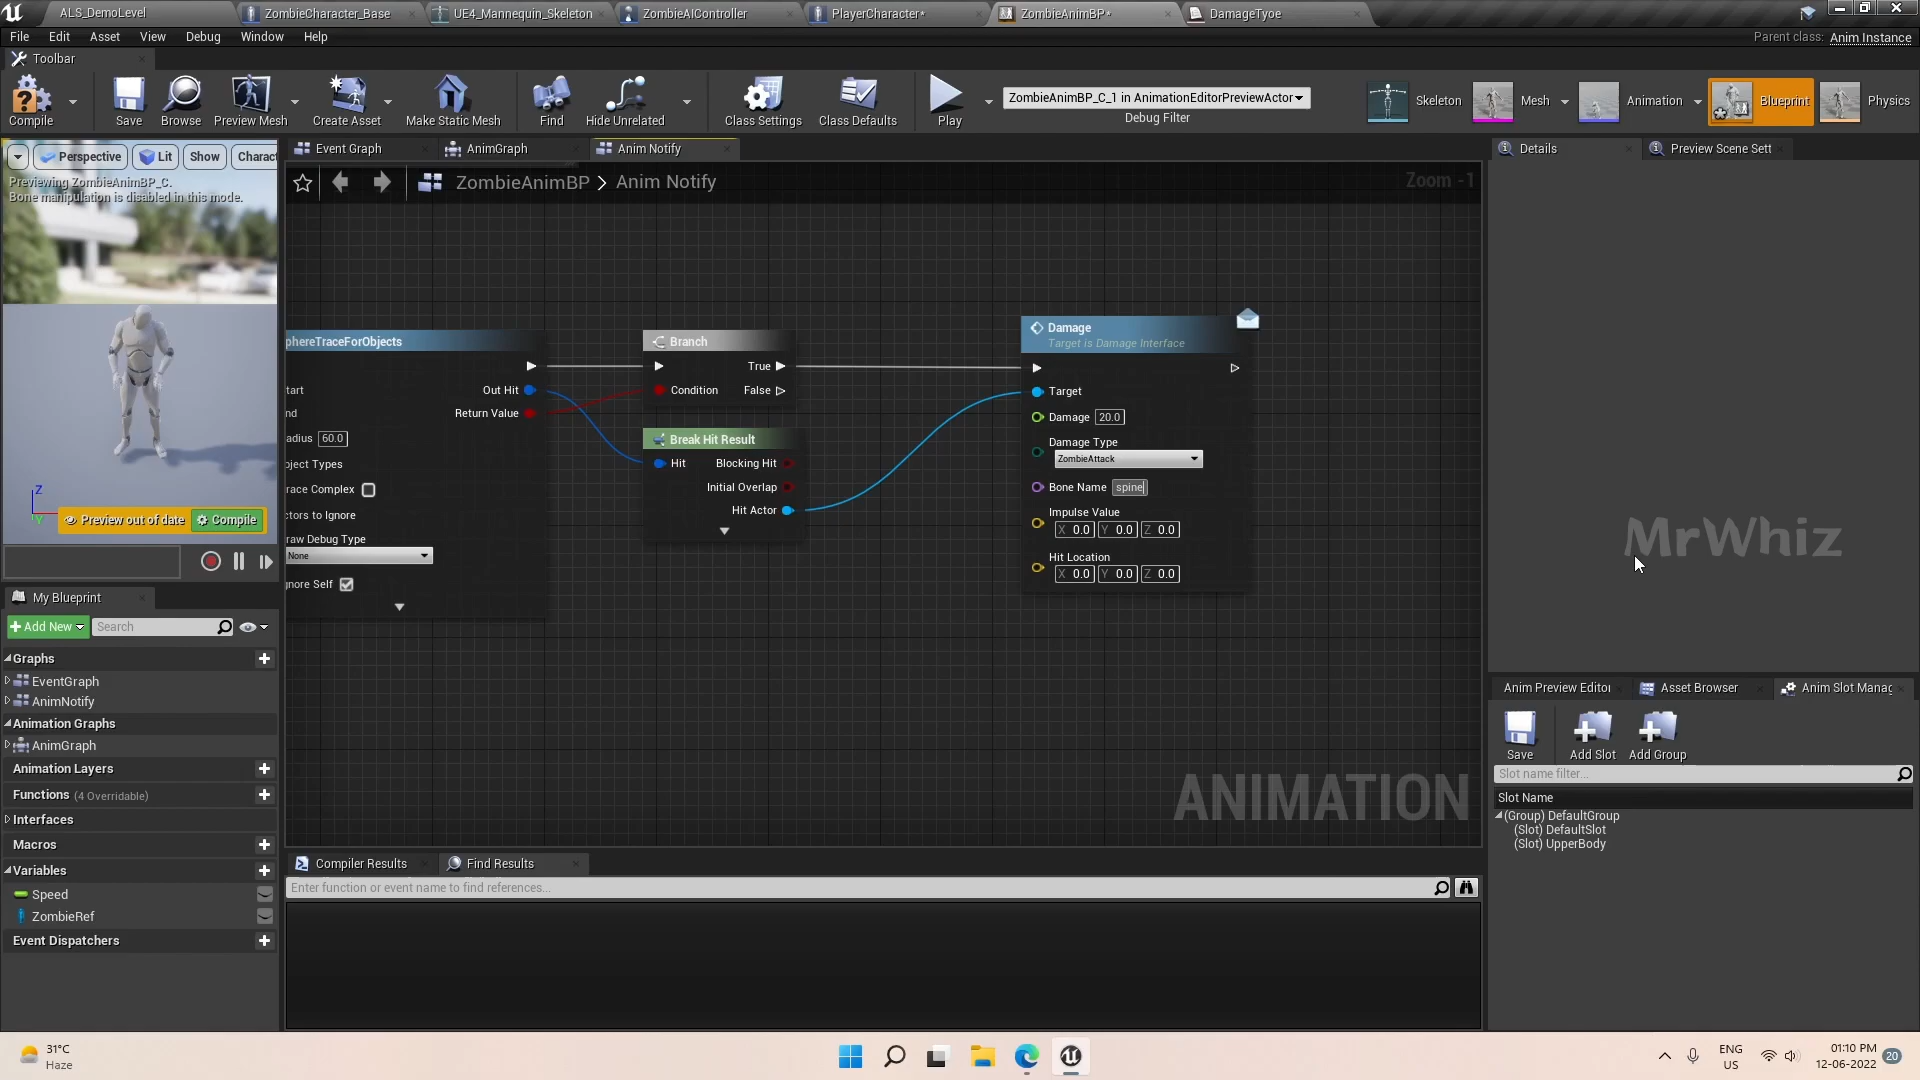 ALS_DemoLevel
ZombieCharacter_Base
UE4_Mannequin_Skeleton
ZombieAIController
PlayerCharacter*
ZombieAnimBP*
DamageTyoe
File Edit Asset View Debug Window Help
Parent class: Anim Instance
Toolbar
Compile
Save
Browse
Preview Mesh
Create Asset
Make Static Mesh
Find
Hide Unrelated
Class Settings
Class Defaults
Play
ZombieAnimBP_C_1 in AnimationEditorPreviewActor
Debug Filter
Skeleton
Mesh
Animation
Blueprint
Physics
Perspective
Lit
Show
Charact
Previewing ZombieAnimBP_C.
Bone manipulation is disabled in this mode.
Z
Y
Preview out of date
Compile
Event Graph
AnimGraph
Anim Notify
ZombieAnimBP > Anim Notify
Zoom -1
phereTraceForObjects
tart
nd
adius 60.0
bject Types
race Complex
ctors to Ignore
raw Debug Type
None
gnore Self
Out Hit
Return Value
Branch
True
Condition
False
Break Hit Result
Hit
Blocking Hit
Initial Overlap
Hit Actor
Damage
Target is Damage Interface
Target
Damage 20.0
Damage Type
ZombieAttack
Bone Name spine
Impulse Value
X 0.0 Y 0.0 Z 0.0
Hit Location
X 0.0 Y 0.0 Z 0.0
ANIMATION
Details
Preview Scene Sett
MrWhiz
My Blueprint
Add New
Search
Graphs
EventGraph
AnimNotify
Animation Graphs
AnimGraph
Animation Layers
Functions (4 Overridable)
Interfaces
Macros
Variables
Speed
ZombieRef
Event Dispatchers
Compiler Results
Find Results
Enter function or event name to find references...
Anim Preview Editor
Asset Browser
Anim Slot Manag
Save
Add Slot
Add Group
Slot name filter...
Slot Name
(Group) DefaultGroup
(Slot) DefaultSlot
(Slot) UpperBody
31°C
Haze
ENG
US
01:10 PM
12-06-2022
20